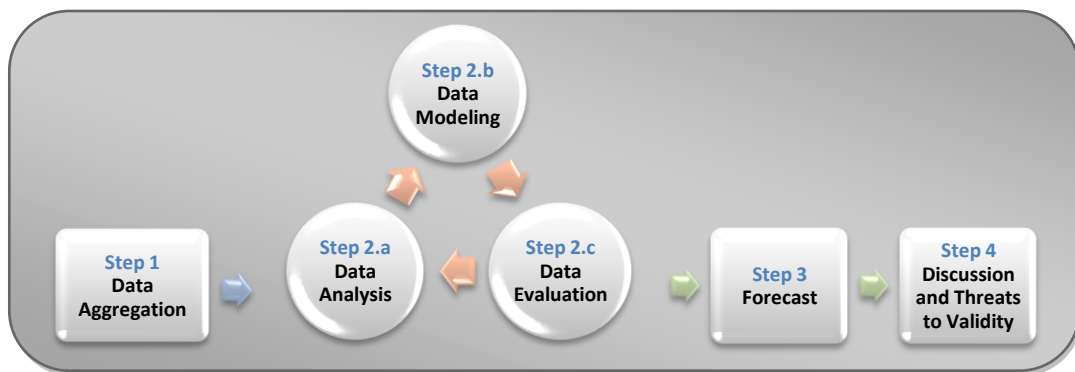 Step 1
Data
Aggregation
Step 2.a
Data
Analysis
Step 2.b
Data
Modeling
Step 2.c
Data
Evaluation
Step 3
Forecast
Step 4
Discussion
and Threats
to Validity